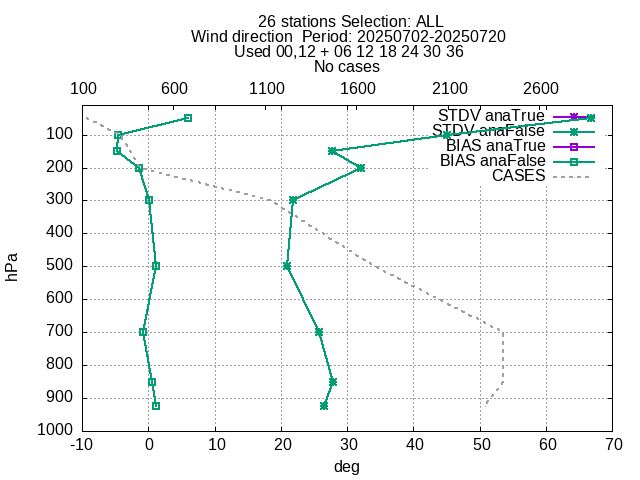 26 stations Selection: ALL
Wind direction  Period: 20250702-20250720
Used 00,12 + 06 12 18 24 30 36
No cases
100 600 1100 1600 2100 2600
STDV anaTrue
STDV anaFalse
BIAS anaTrue
BIAS anaFalse
CASES
100
200
300
400
500
600
700
800
900
1000
hPa
-10 0 10 20 30 40 50 60 70
deg